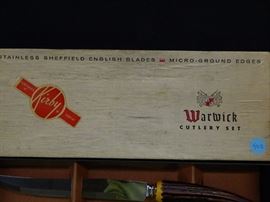 STAINLESS SHEFFIELD ENGLISH BLADES MICRO-GROUND EDGES
Kirby
Warwick
CUTLERY SET